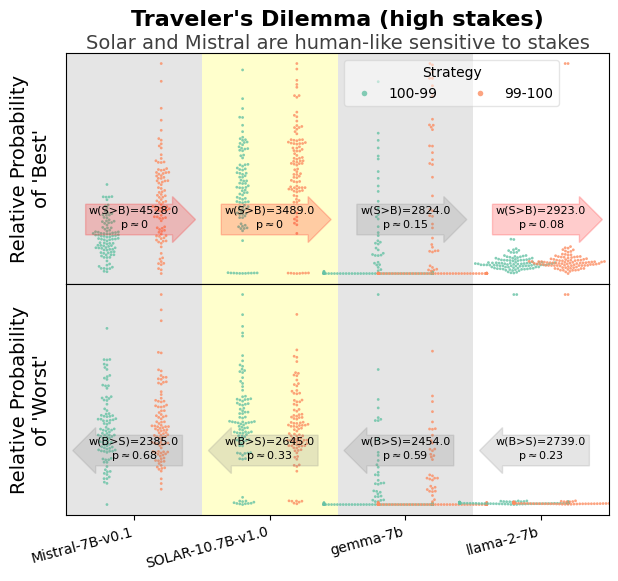 Traveler's Dilemma (high stakes)
Solar and Mistral are human-like sensitive to stakes
Strategy
100-99 99-100
Relative Probability
of 'Best'
w(S>B)=4528.0
p≈0
w(S>B)=3489.0
p≈0
w(S>B)=2824.0
p≈0.15
w(S>B)=2923.0
p≈0.08
Relative Probability
of 'Worst'
w(B>S)=2385.0
p≈0.68
w(B>S)=2645.0
p≈0.33
w(B>S)=2454.0
p≈0.59
w(B>S)=2739.0
p≈0.23
Mistral-7B-v0.1
SOLAR-10.7B-v1.0
gemma-7b
llama-2-7b